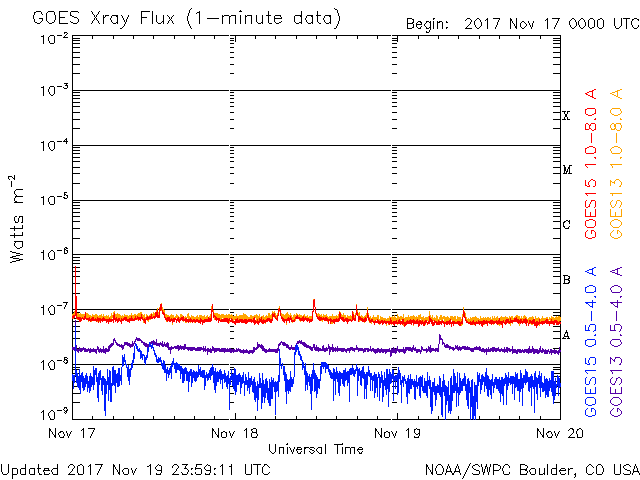 GOES Xray Flux (1-minute data)
Begin: 2017 Nov 17 0000 UTC
Watts m⁻²
10⁻²
10⁻³
10⁻⁴
10⁻⁵
10⁻⁶
10⁻⁷
10⁻⁸
10⁻⁹
X
M
C
B
A
GOES15 1.0-8.0 A
GOES13 1.0-8.0 A
GOES15 0.5-4.0 A
GOES13 0.5-4.0 A
Nov 17 Nov 18 Nov 19 Nov 20
Universal Time
Updated 2017 Nov 19 23:59:11 UTC
NOAA/SWPC Boulder, CO USA